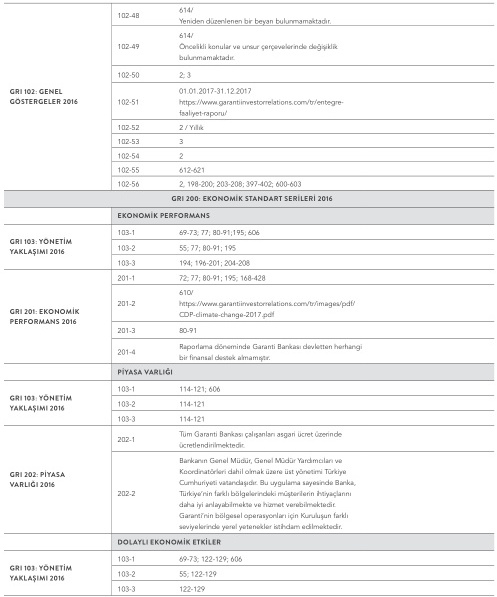 102-48
614/
Yeniden düzenlenen bir beyan bulunmamaktadır.
102-49
614/
Öncelikli konular ve unsur çerçevelerinde değişiklik
bulunmamaktadır.
GRI 102: GENEL
GÖSTERGELER 2016
102-50 2; 3
102-51
01.01.2017-31.12.2017
https://www.garantiinvestorrelations.com/tr/entegre-
faaliyet-raporu/
102-52 2 / Yıllık
102-53 3
102-54 2
102-55 612-621
102-56 2, 198-200; 203-208; 397-402; 600-603
GRI 200: EKONOMİK STANDART SERİLERİ 2016
EKONOMİK PERFORMANS
GRI 103: YÖNETİM
YAKLAŞIMI 2016
103-1 69-73; 77; 80-91;195; 606
103-2 55; 77; 80-91; 195
103-3 194; 196-201; 204-208
GRI 201: EKONOMİK
PERFORMANS 2016
201-1 72; 77; 80-91; 195; 168-428
201-2
610/
https://www.garantiinvestorrelations.com/tr/images/pdf/
CDP-climate-change-2017.pdf
201-3 80-91
201-4
Raporlama döneminde Garanti Bankası devletten herhangi
bir finansal destek almamıştır.
PİYASA VARLIĞI
GRI 103: YÖNETİM
YAKLAŞIMI 2016
103-1 114-121; 606
103-2 114-121
103-3 114-121
GRI 202: PİYASA
VARLIĞI 2016
202-1
Tüm Garanti Bankası çalışanları asgari ücret üzerinde
ücretlendirilmektedir.
202-2
Bankanın Genel Müdür, Genel Müdür Yardımcıları ve
Koordinatörleri dahil olmak üzere üst yönetimi Türkiye
Cumhuriyeti vatandaşıdır. Bu uygulama sayesinde Banka,
Türkiye'nin farklı bölgelerindeki müşterilerin ihtiyaçlarını
daha iyi anlayabilmekte ve hizmet verebilmektedir.
Garanti'nin bölgesel operasyonları için Kuruluşun farklı
seviyelerinde yerel yetenekler istihdam edilmektedir.
DOLAYLI EKONOMİK ETKİLER
GRI 103: YÖNETİM
YAKLAŞIMI 2016
103-1 69-73; 122-129; 606
103-2 55; 122-129
103-3 122-129